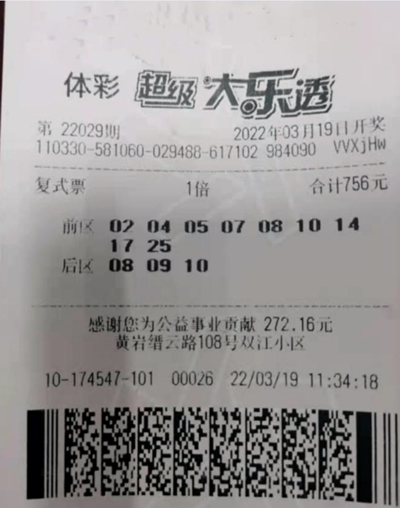 体彩 超级大乐透
第 22029期 2022年03月19日开奖
110330-581060-029488-617102 984090 VVXjHw
复式票 1倍 合计756元
前区 02 04 05 07 08 10 14
17 25
后区 08 09 10
感谢您为公益事业贡献 272.16元
黄岩缙云路108号双江小区
10-174547-101 00026 22/03/19 11:34:18